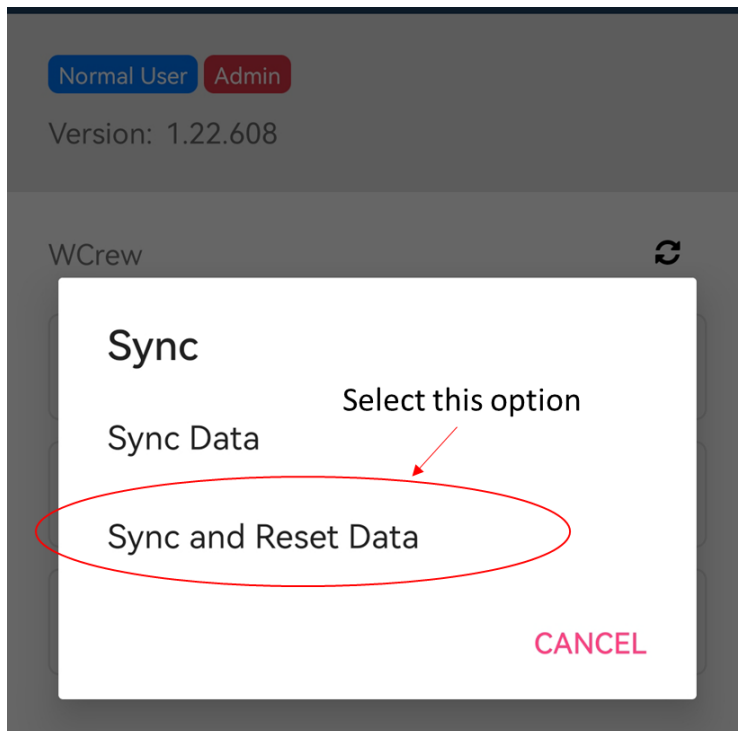 Normal User Admin
Version: 1.22.608
WCrew
Sync
Select this option
Sync Data
Sync and Reset Data
CANCEL